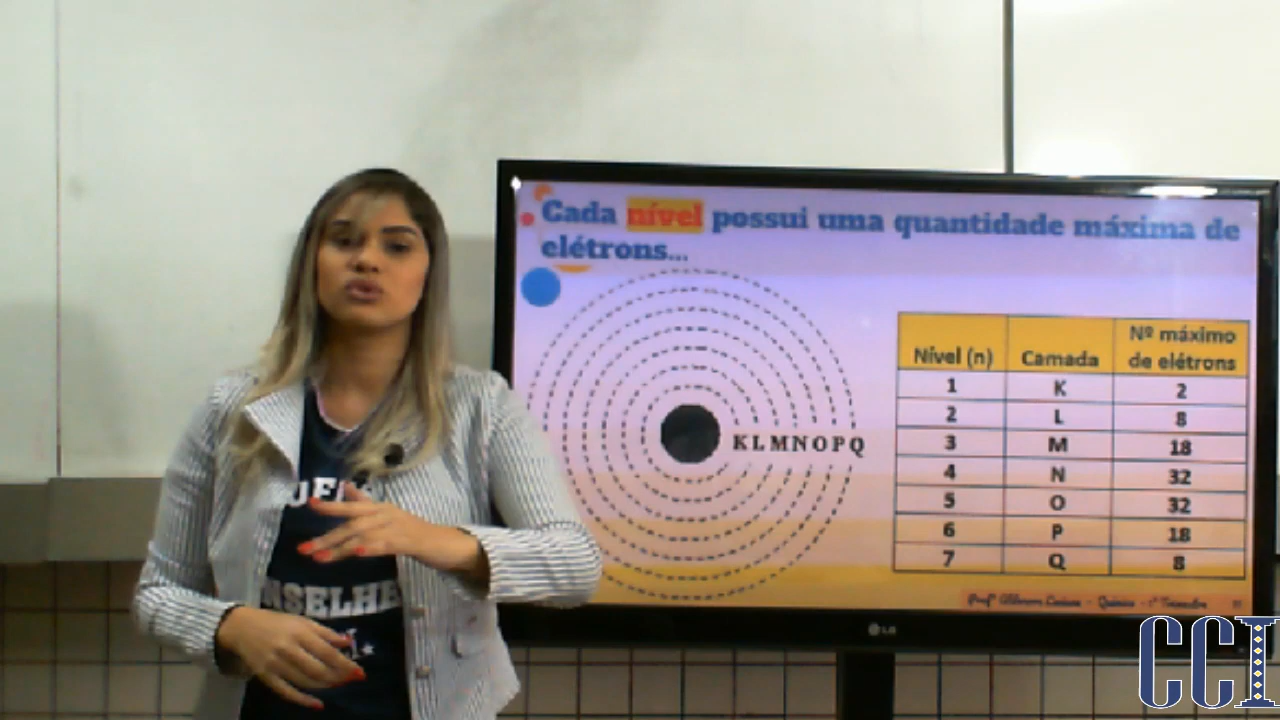 Cada nível possui uma quantidade máxima de
elétrons...
K L M N O P Q
Nível (n) Camada Nº máximo de elétrons
1 K 2
2 L 8
3 M 18
4 N 32
5 O 32
6 P 18
7 Q 8
LG
CCI